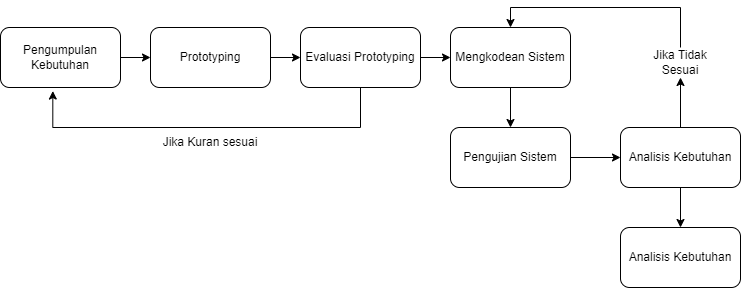 Pengumpulan
Kebutuhan
Prototyping
Evaluasi Prototyping
Mengkodean Sistem
Jika Tidak
Sesuai
Jika Kuran sesuai
Pengujian Sistem
Analisis Kebutuhan
Analisis Kebutuhan